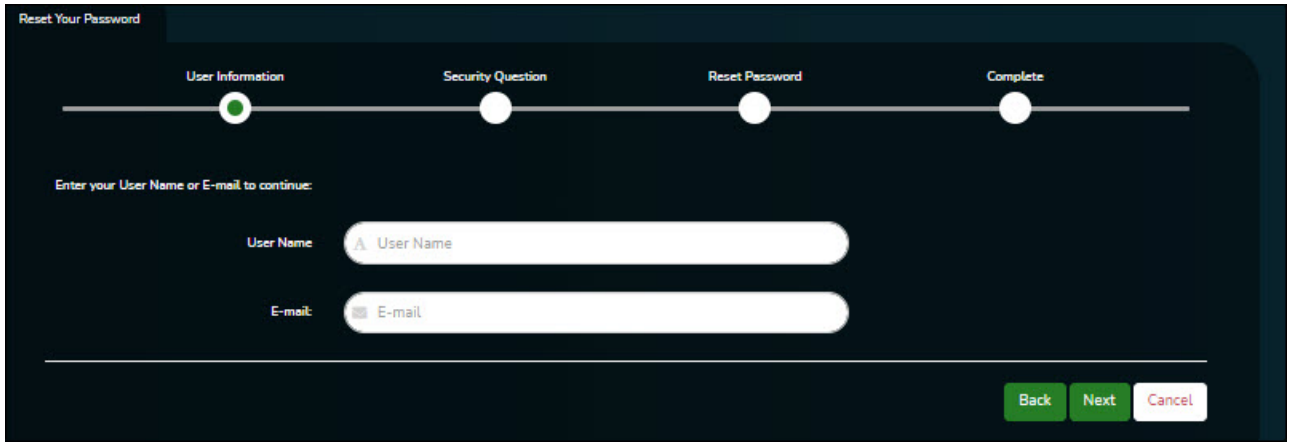 Reset Your Password
User Information Security Question Reset Password Complete
Enter your User Name or E-mail to continue:
User Name A User Name
E-mail: E-mail
Back Next Cancel